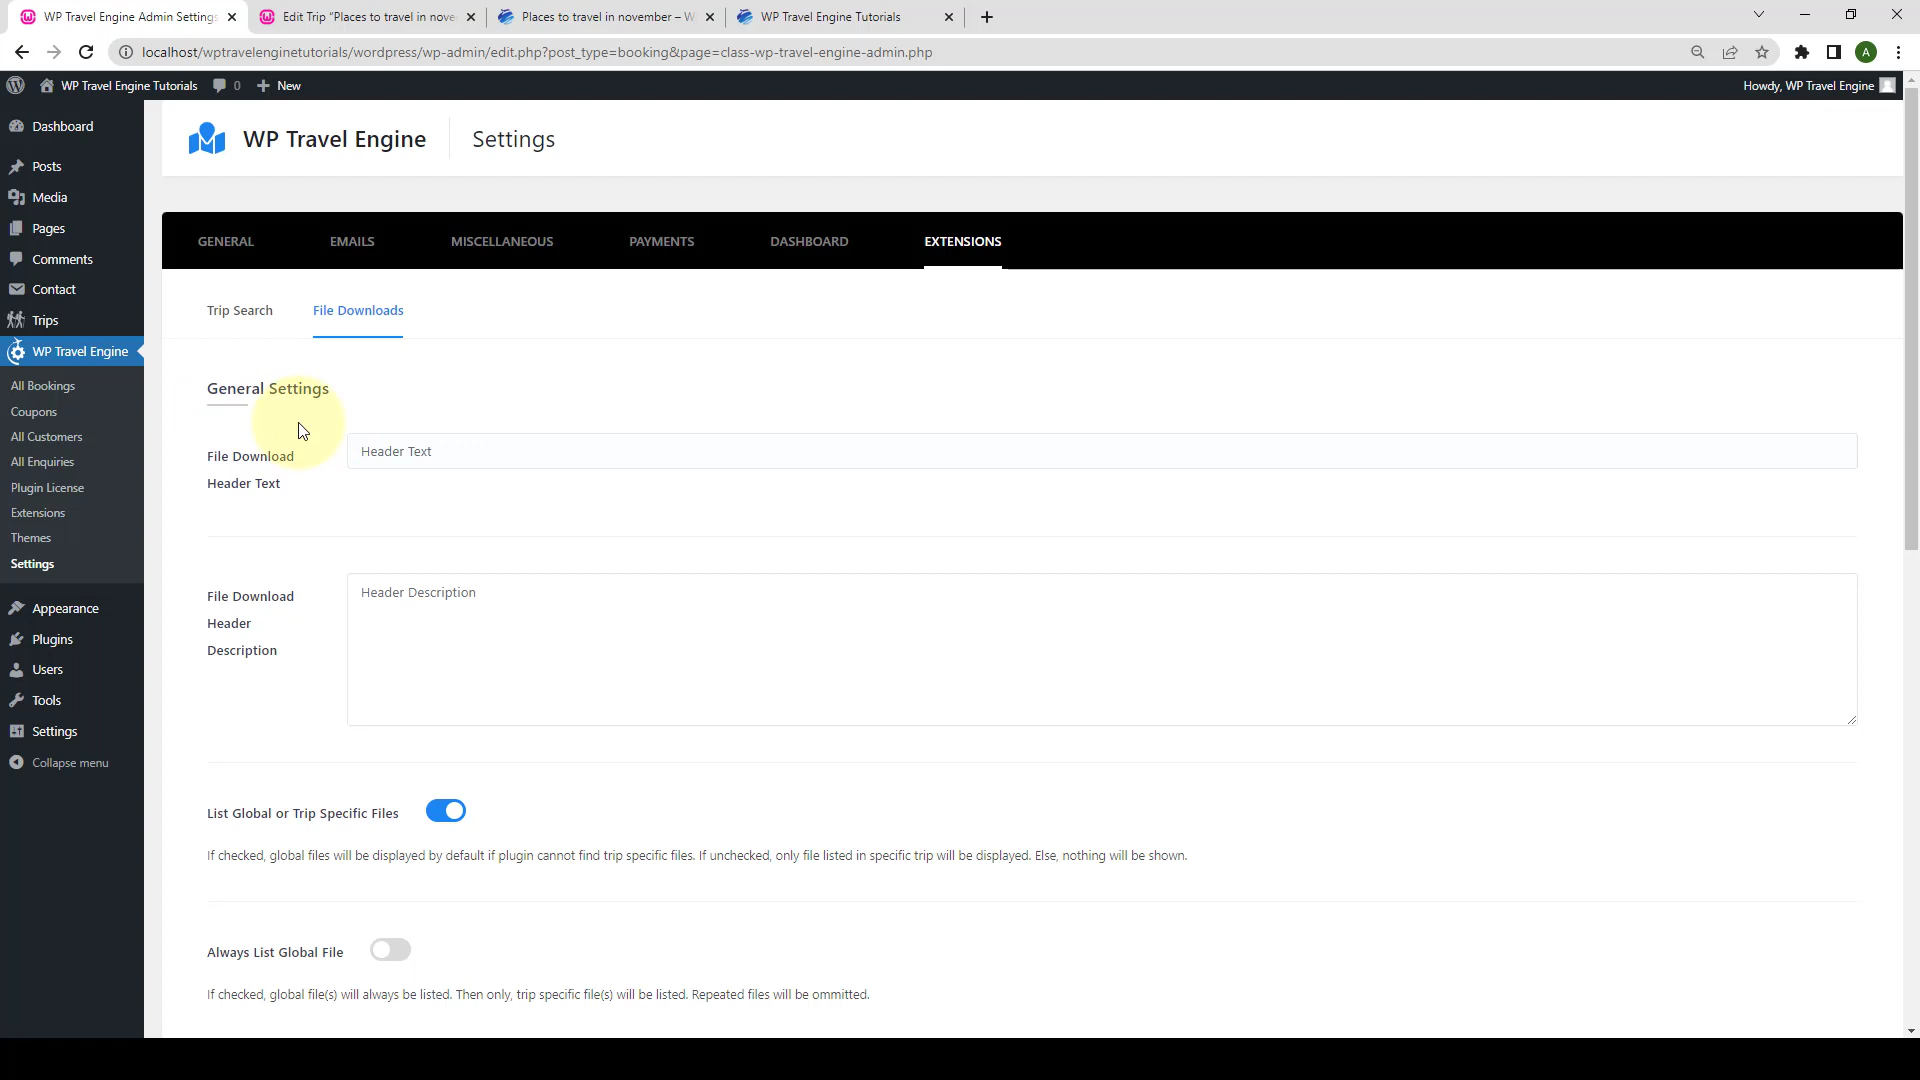 WP Travel Engine Admin Settings
Edit Trip "Places to travel in nove
Places to travel in november – W
WP Travel Engine Tutorials
localhost/wptravelenginetutorials/wordpress/wp-admin/edit.php?post_type=booking&page=class-wp-travel-engine-admin.php
A
WP Travel Engine Tutorials
0
New
Howdy, WP Travel Engine
Dashboard
Posts
Media
Pages
Comments
Contact
Trips
WP Travel Engine
All Bookings
Coupons
All Customers
All Enquiries
Plugin License
Extensions
Themes
Settings
Appearance
Plugins
Users
Tools
Settings
Collapse menu
WP Travel Engine
Settings
GENERAL
EMAILS
MISCELLANEOUS
PAYMENTS
DASHBOARD
EXTENSIONS
Trip Search
File Downloads
General Settings
File Download
Header Text
Header Text
File Download
Header
Description
Header Description
List Global or Trip Specific Files
If checked, global files will be displayed by default if plugin cannot find trip specific files. If unchecked, only file listed in specific trip will be displayed. Else, nothing will be shown.
Always List Global File
If checked, global file(s) will always be listed. Then only, trip specific file(s) will be listed. Repeated files will be ommitted.